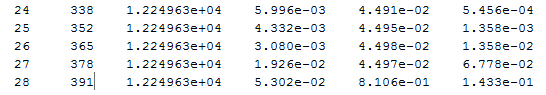 24 338 1.224963e+04 5.996e-03 4.491e-02 5.456e-04
25 352 1.224963e+04 4.332e-03 4.495e-02 1.358e-03
26 365 1.224963e+04 3.080e-03 4.498e-02 1.358e-02
27 378 1.224963e+04 1.926e-02 4.497e-02 6.778e-02
28 391 1.224963e+04 5.302e-02 8.106e-01 1.433e-01